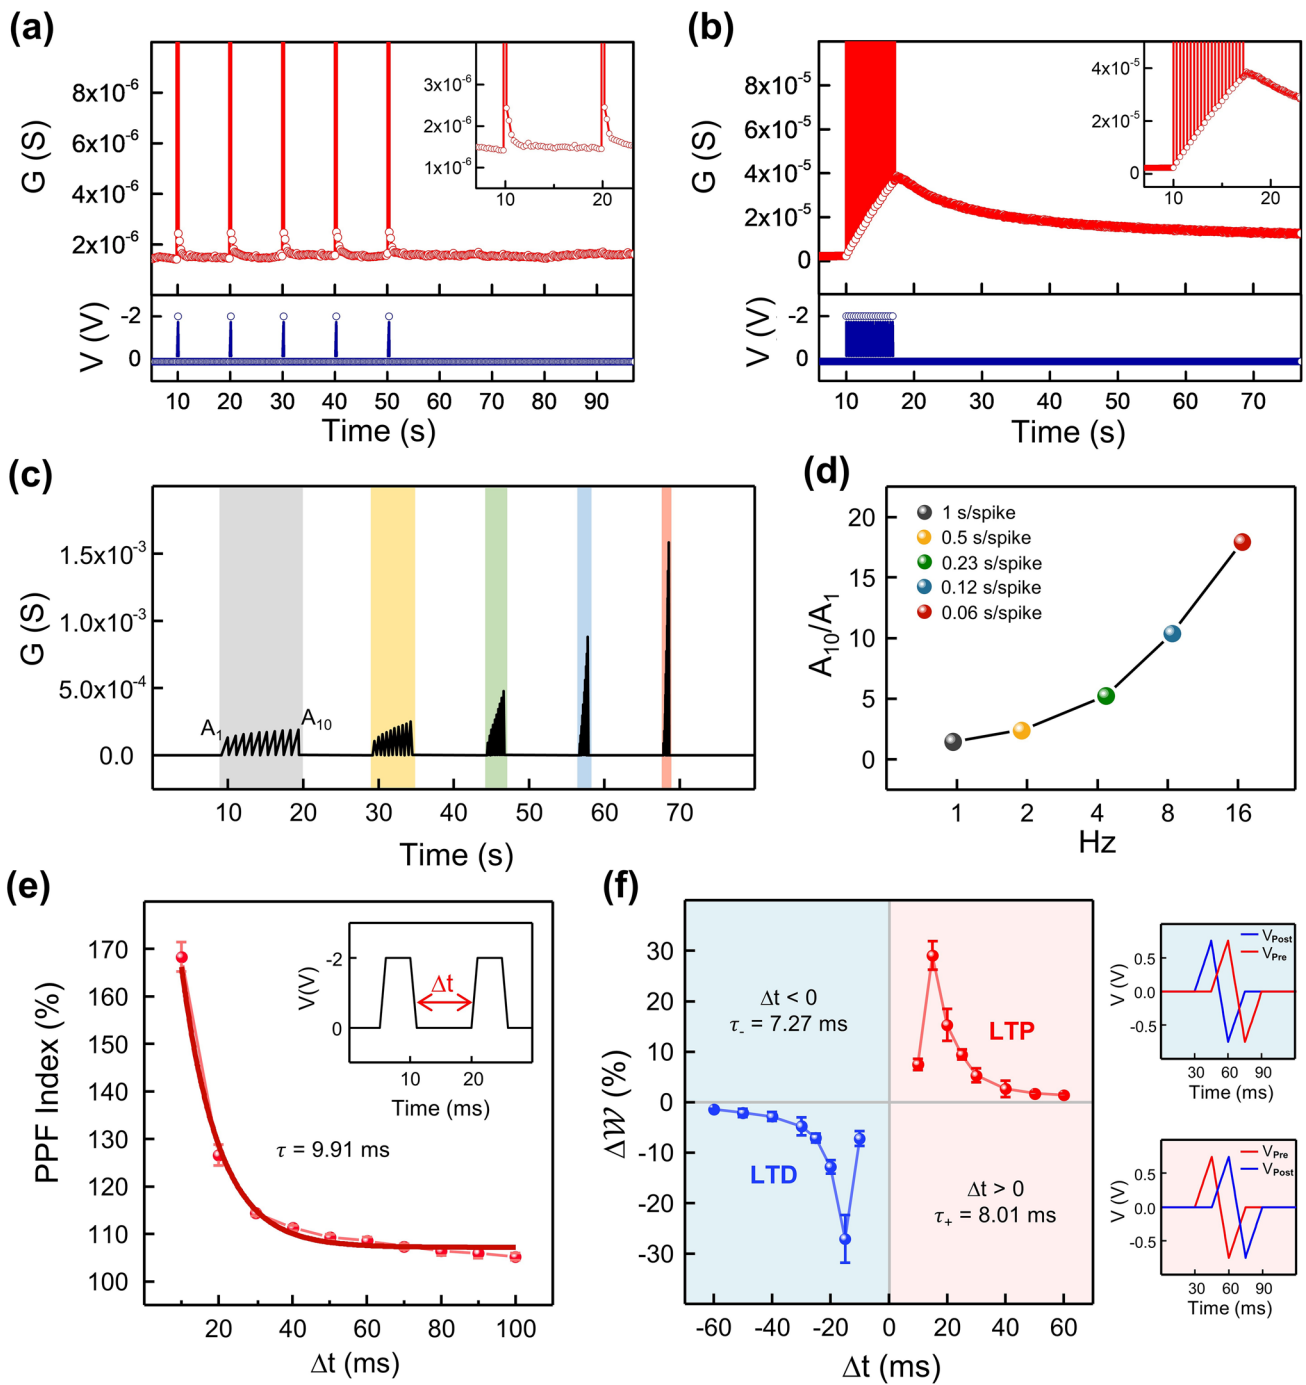 (a)
G (S)
8x10⁻⁶
6x10⁻⁶
4x10⁻⁶
2x10⁻⁶
3x10⁻⁶
2x10⁻⁶
1x10⁻⁶
10 20
V (V)
-2
0
10 20 30 40 50 60 70 80 90
Time (s)
(b)
G (S)
8x10⁻⁵
6x10⁻⁵
4x10⁻⁵
2x10⁻⁵
0
4x10⁻⁵
2x10⁻⁵
0
10 20
V (V)
-2
0
10 20 30 40 50 60 70
Time (s)
(c)
G (S)
1.5x10⁻³
1.0x10⁻³
5.0x10⁻⁴
0.0
A₁
A₁₀
10 20 30 40 50 60 70
Time (s)
(d)
A₁₀/A₁
20
15
10
5
0
1 s/spike
0.5 s/spike
0.23 s/spike
0.12 s/spike
0.06 s/spike
1 2 4 8 16
Hz
(e)
PPF Index (%)
170
160
150
140
130
120
110
100
V(V)
-2
0
Δt
10 20
Time (ms)
τ = 9.91 ms
20 40 60 80 100
Δt (ms)
(f)
Δ𝒲 (%)
30
20
10
0
-10
-20
-30
Δt < 0
τ₋ = 7.27 ms
LTP
LTD
Δt > 0
τ₊ = 8.01 ms
-60 -40 -20 0 20 40 60
Δt (ms)
V (V)
0.5
0.0
-0.5
V_Post
V_Pre
30 60 90
Time (ms)
V (V)
0.5
0.0
-0.5
V_Pre
V_Post
30 60 90
Time (ms)